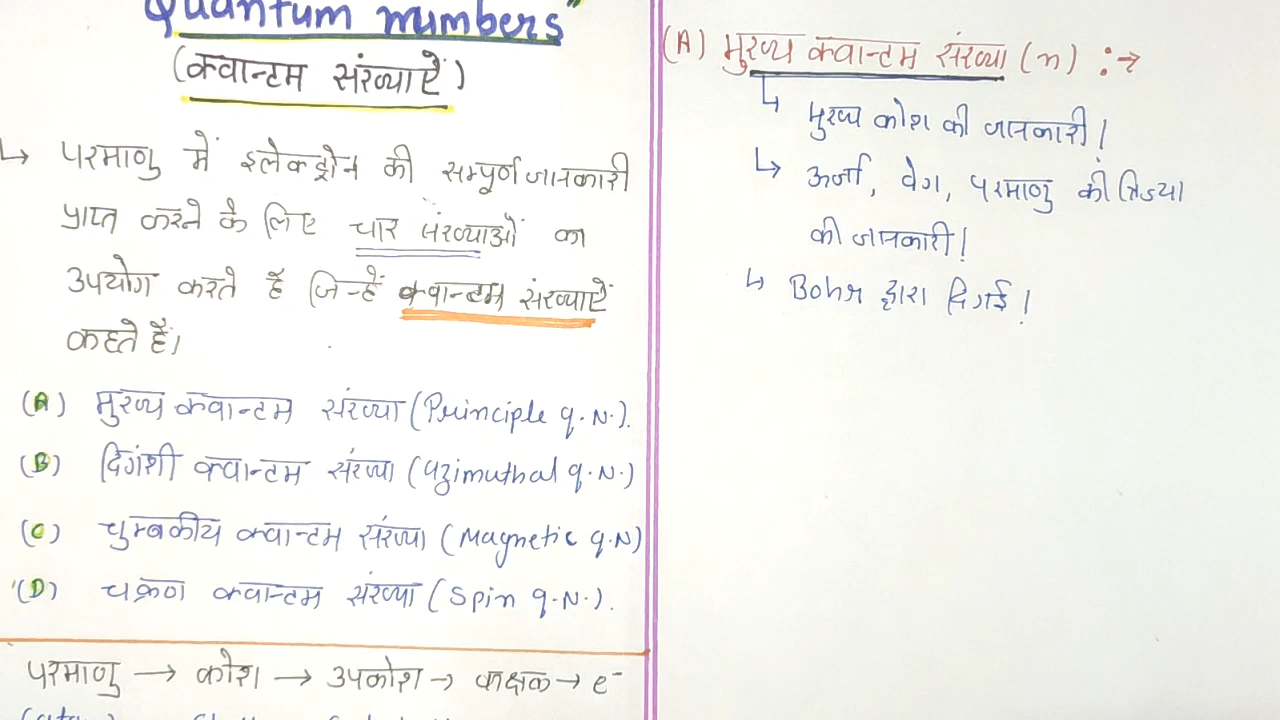 Quantum numbers"
(क्वान्टम संख्याऐं)
↳ परमाणु में इलेक्ट्रोन की सम्पूर्ण जानकारी
प्राप्त करने के लिए चार संख्याओं का
उपयोग करते हैं जिन्हें क्वान्टम संख्याऐं
कहते हैं।
(A) मुख्य क्वान्टम संख्या (Principle q.N.).
(B) दिगंशी क्वान्टम संख्या (Azimuthal q.N.)
(C) चुम्बकीय क्वान्टम संख्या (Magnetic q.N)
(D) चक्रण क्वान्टम संख्या (Spin q.N.).
परमाणु → कोश → उपकोश → कक्षक → e⁻
(A) मुख्य क्वान्टम संख्या (n) :→
↳ मुख्य कोश की जानकारी!
↳ ऊर्जा, वेग, परमाणु की त्रिज्या
की जानकारी!
↳ Bohr द्वारा दि गई!